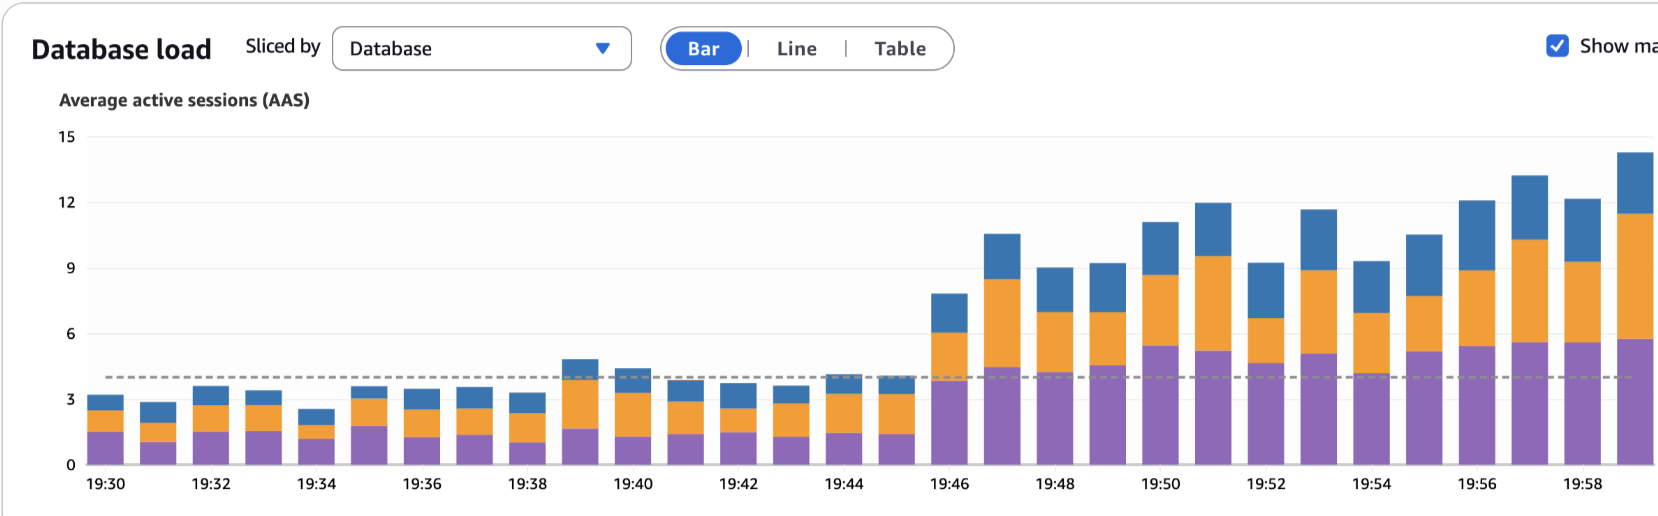 Database load Sliced by Database Bar | Line | Table Show ma
Average active sessions (AAS)
15
12
9
6
3
0
19:30 19:32 19:34 19:36 19:38 19:40 19:42 19:44 19:46 19:48 19:50 19:52 19:54 19:56 19:58